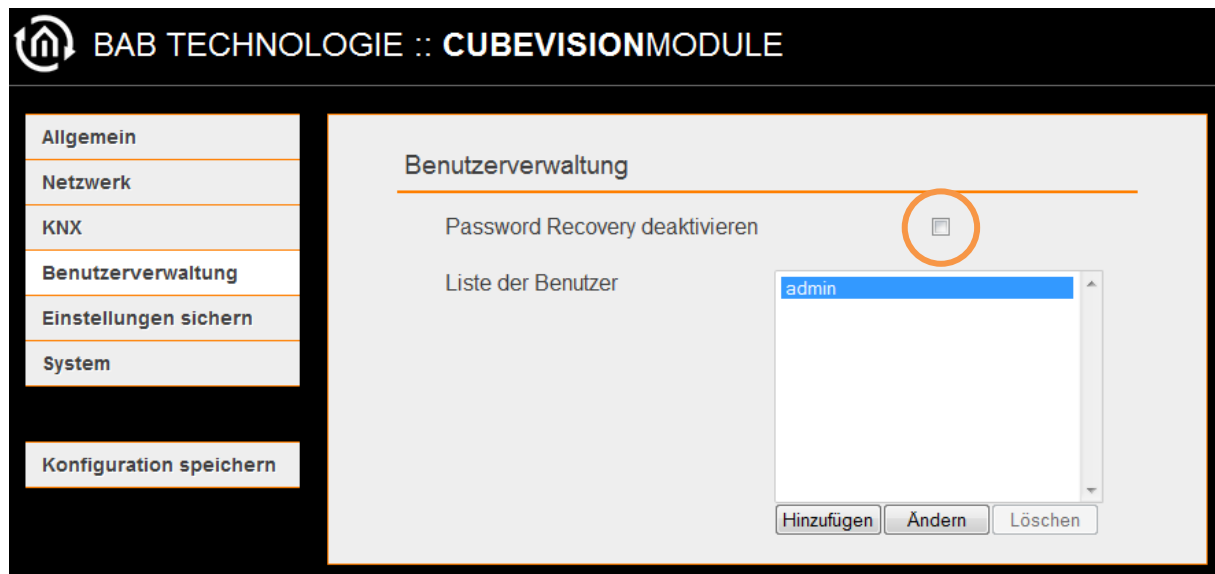 BAB TECHNOLOGIE :: CUBEVISIONMODULE
Allgemein
Netzwerk
KNX
Benutzerverwaltung
Einstellungen sichern
System
Konfiguration speichern
Benutzerverwaltung
Password Recovery deaktivieren
Liste der Benutzer
admin
Hinzufügen Ändern Löschen